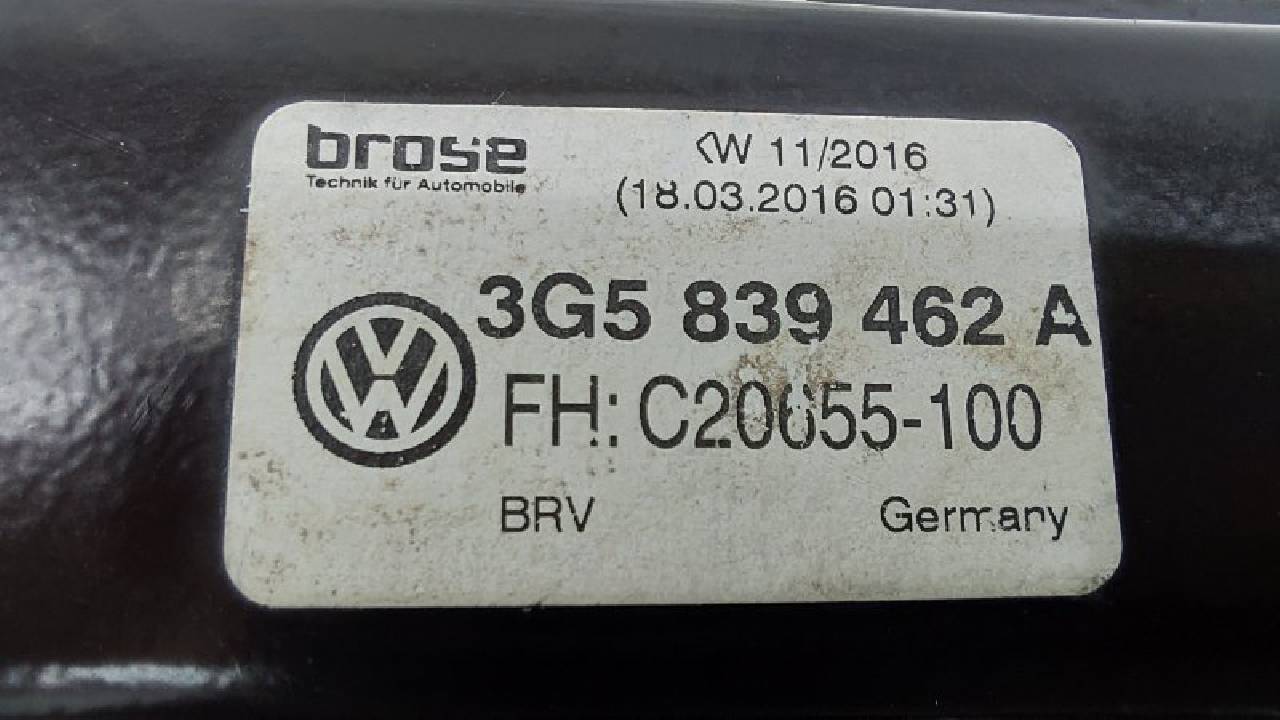 brose
Technik für Automobile
KW 11/2016
(18.03.2016 01:31)
3G5 839 462 A
FH: C20655-100
BRV
Germany